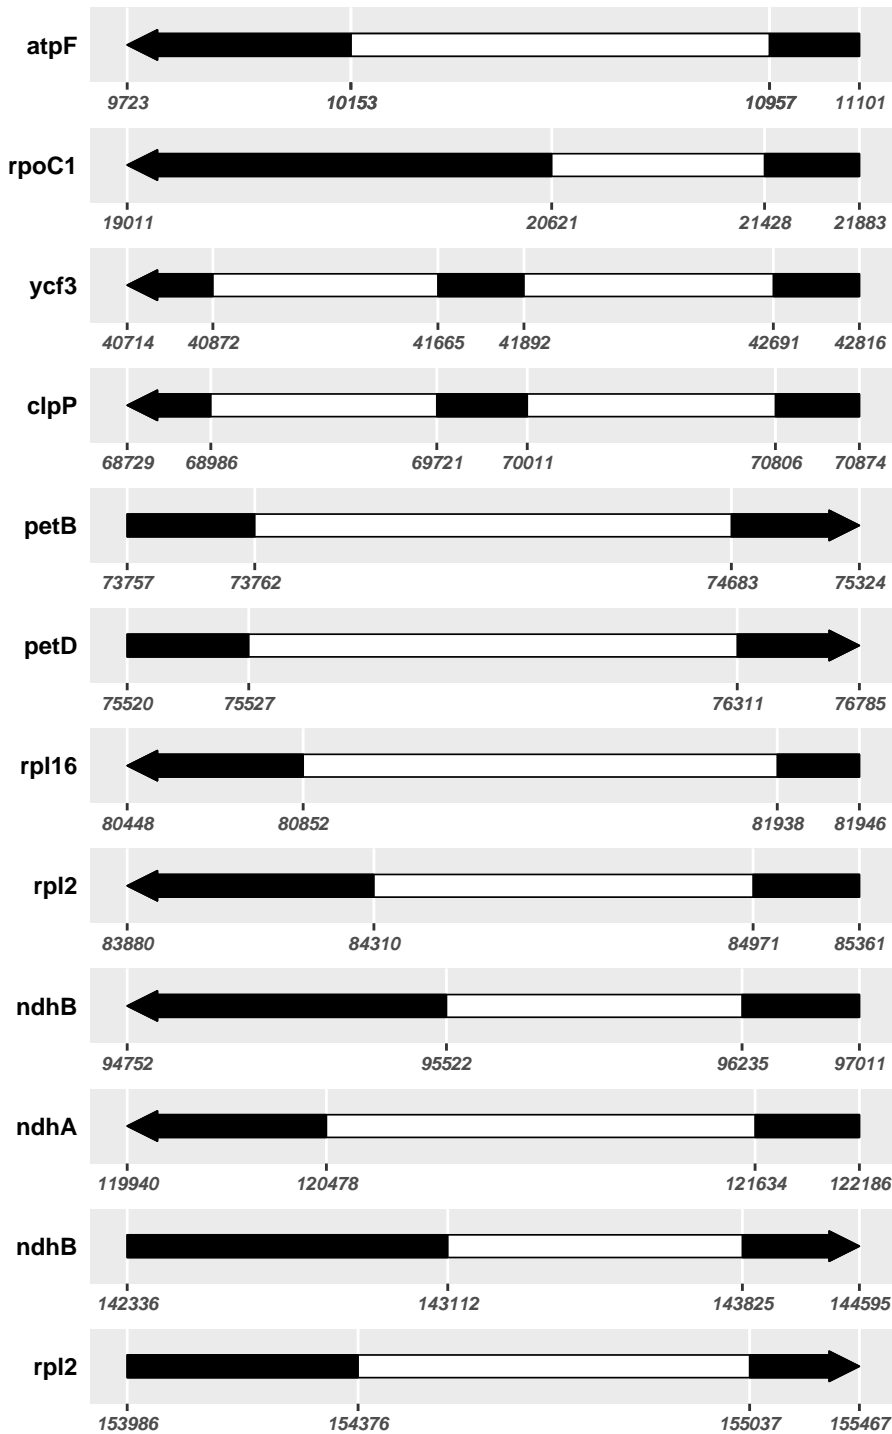 atpF
9723 10153 10957 11101
rpoC1
19011 20621 21428 21883
ycf3
40714 40872 41665 41892 42691 42816
clpP
68729 68986 69721 70011 70806 70874
petB
73757 73762 74683 75324
petD
75520 75527 76311 76785
rpl16
80448 80852 81938 81946
rpl2
83880 84310 84971 85361
ndhB
94752 95522 96235 97011
ndhA
119940 120478 121634 122186
ndhB
142336 143112 143825 144595
rpl2
153986 154376 155037 155467